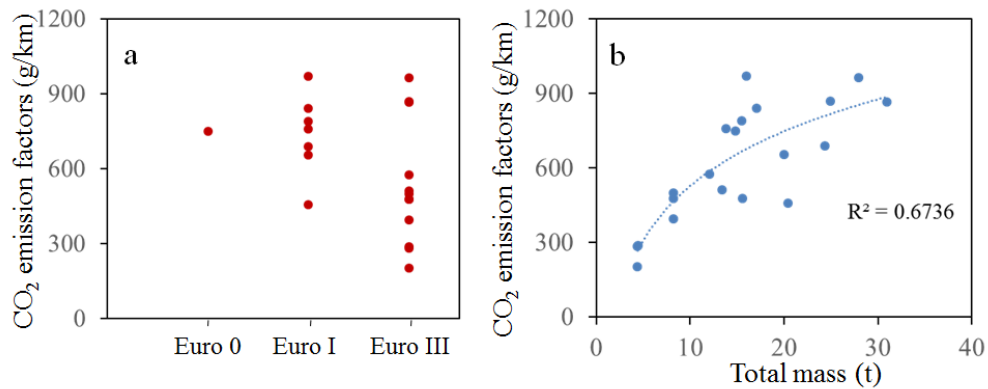 a
CO₂ emission factors (g/km)
1200
900
600
300
0
Euro 0 Euro I Euro III
b
CO₂ emission factors (g/km)
1200
900
600
300
0
R² = 0.6736
0 10 20 30 40
Total mass (t)